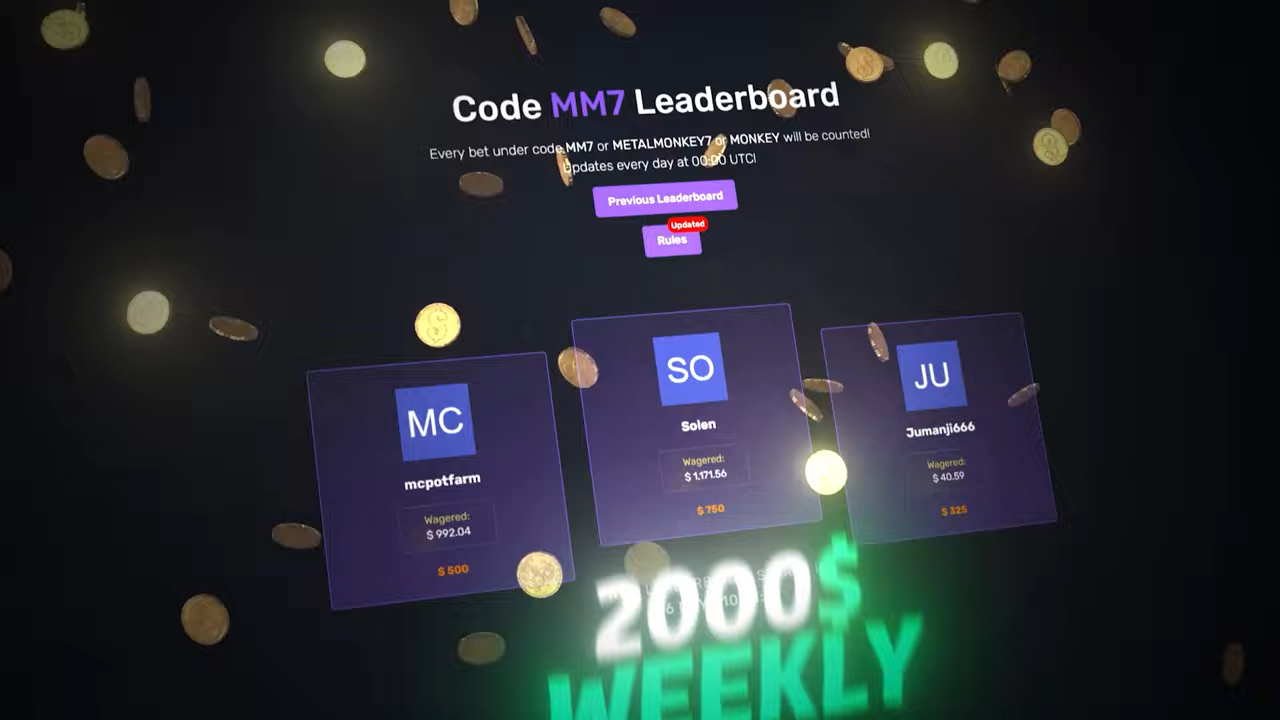 Code MM7 Leaderboard
Every bet under code MM7 or METALMONKEY7 or MONKEY will be counted!
Updates every day at 00:00 UTC!
Previous Leaderboard
Updated
Rules
MC
mcpotfarm
Wagered:
$ 992.04
$ 500
SO
Solen
Wagered:
$ 1,171.56
$ 750
JU
Jumanji666
Wagered:
$ 40.59
$ 325
2000$
WEEKLY